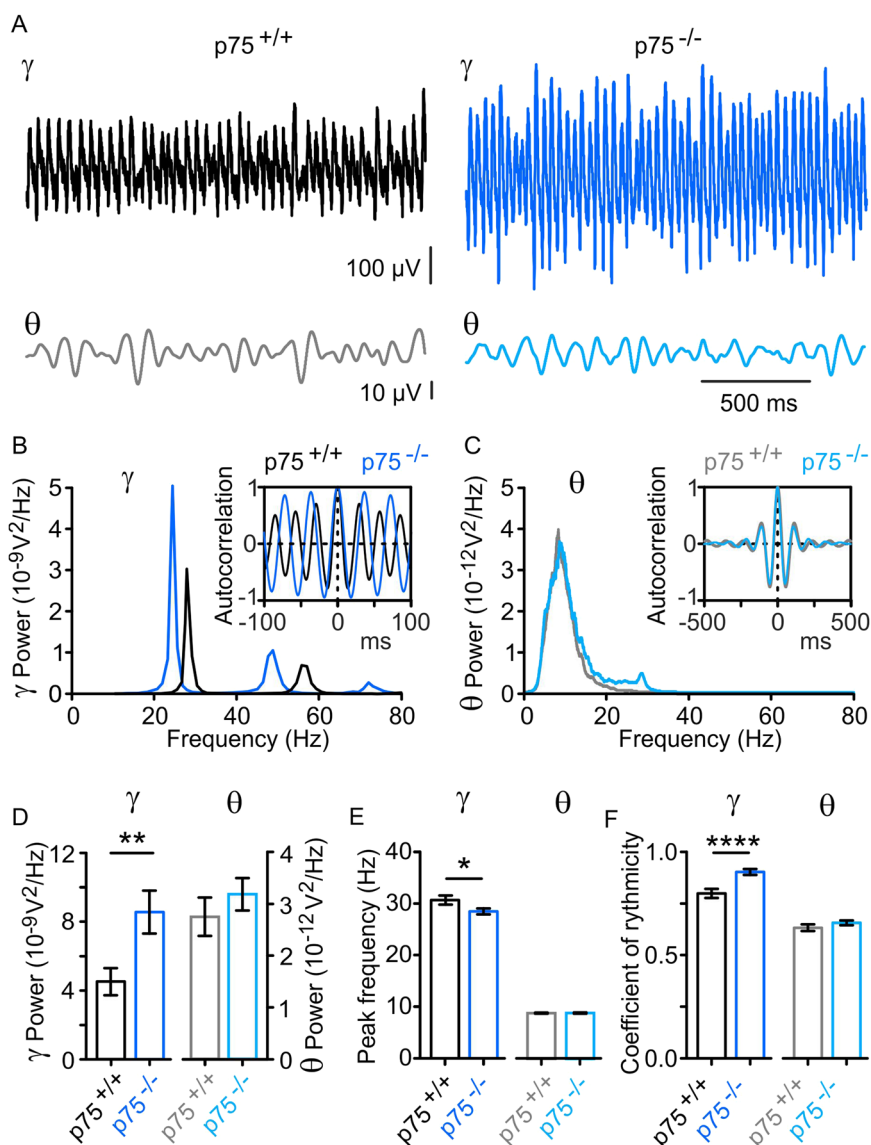 A
p75 +/+ p75 -/-
γ γ
100 µV
θ θ
10 µV
500 ms
B γ p75 +/+ p75 -/-
γ Power (10-9V2/Hz)
5
4
3
2
1
0
0 20 40 60 80
Frequency (Hz)
Autocorrelation
1
0
-1
-100 0 100
ms
C θ p75 +/+ p75 -/-
θ Power (10-12V2/Hz)
5
4
3
2
1
0
0 20 40 60 80
Frequency (Hz)
Autocorrelation
1
0
-1
-500 0 500
ms
D γ θ
γ Power (10-9V2/Hz)
12
8
4
0
**
4
3
2
1
0
θ Power (10-12V2/Hz)
p75 +/+ p75 -/- p75 +/+ p75 -/-
E γ θ
Peak frequency (Hz)
40
30
20
10
0
*
p75 +/+ p75 -/- p75 +/+ p75 -/-
F γ θ
Coefficient of rythmicity
1.0
0.5
0.0
****
p75 +/+ p75 -/- p75 +/+ p75 -/-